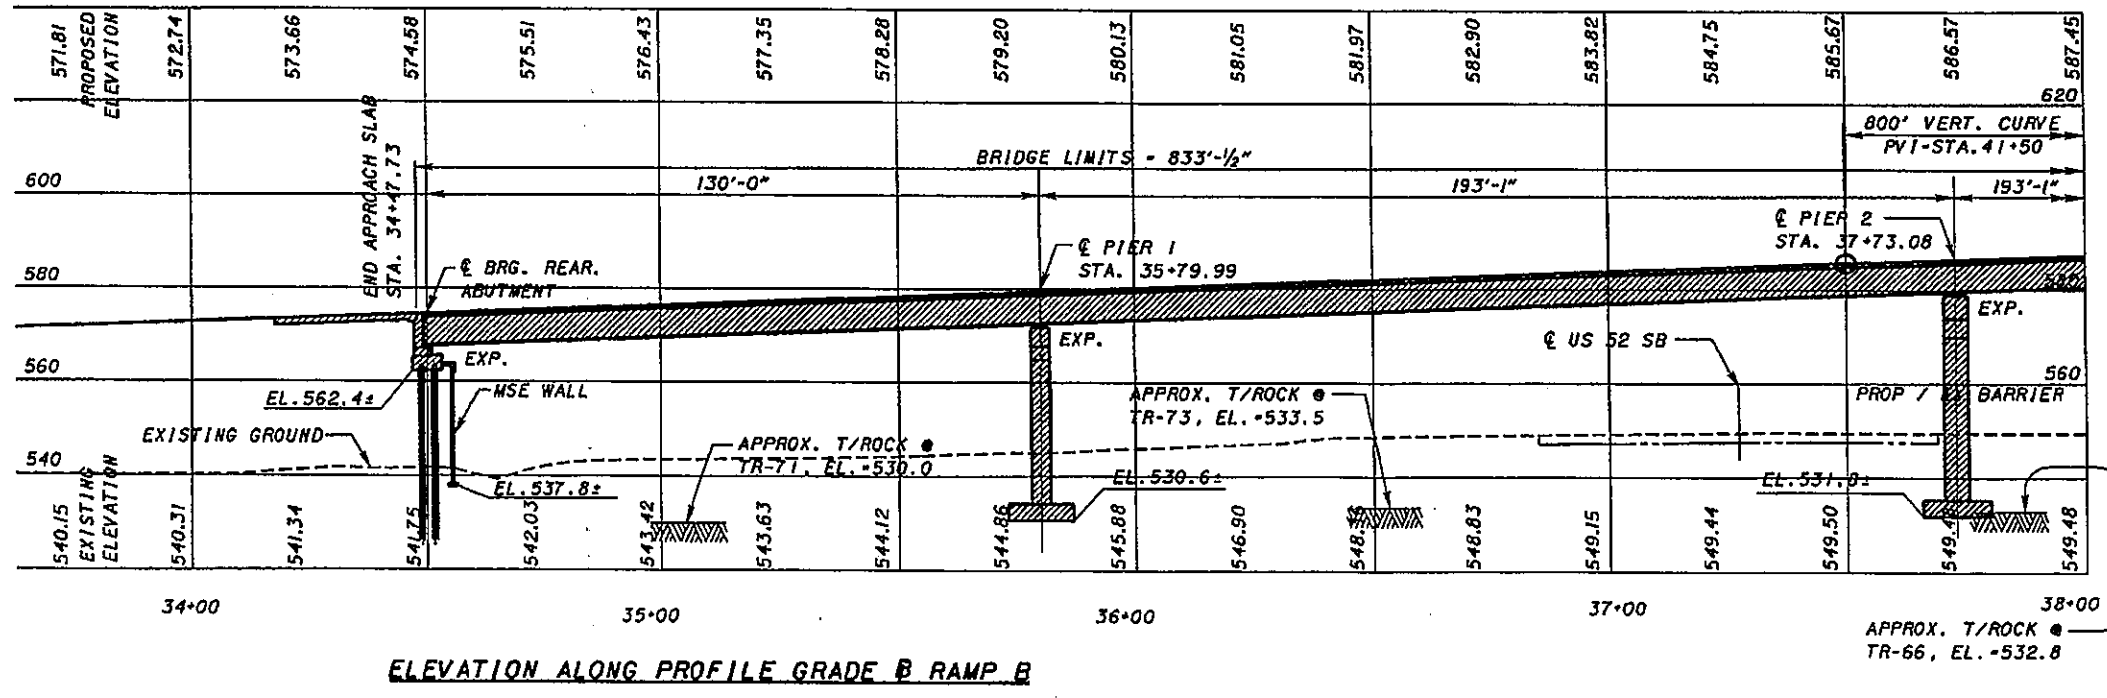 571.81
PROPOSED
ELEVATION
572.74
573.66
574.58
575.51
576.43
577.35
578.28
579.20
580.13
581.05
581.97
582.90
583.82
584.75
585.67
586.57
587.45
620
800' VERT. CURVE
PVI-STA. 41+50
BRIDGE LIMITS = 833'-½"
END APPROACH SLAB
STA. 34+47.73
600
130'-0"
193'-1"
193'-1"
℄ PIER 2
STA. 37+73.08
℄ PIER 1
STA. 35+79.99
℄ BRG. REAR.
ABUTMENT
580
580
EXP.
EXP.
EXP.
℄ US 52 SB
MSE WALL
560
560
EL. 562.4±
APPROX. T/ROCK @
TR-73, EL.=533.5
PROP / EX BARRIER
EXISTING GROUND
APPROX. T/ROCK @
TR-71, EL.=530.0
540
EL. 537.8±
EL. 530.6±
EL. 531.8±
540.15
EXISTING
ELEVATION
540.31
541.34
541.75
542.03
543.42
543.63
544.12
544.86
545.88
546.90
548.83
549.15
549.44
549.50
549.48
34+00
35+00
36+00
37+00
38+00
APPROX. T/ROCK @
TR-66, EL.=532.8
ELEVATION ALONG PROFILE GRADE ℄ RAMP B